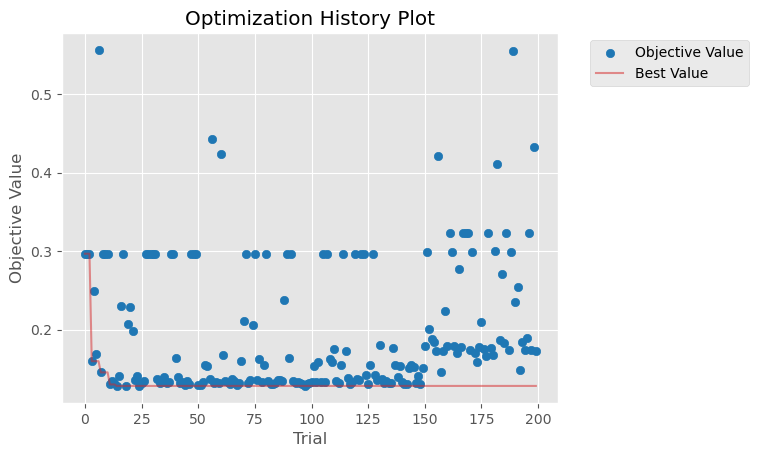 Optimization History Plot
Objective Value
Best Value
Objective Value
0.5
0.4
0.3
0.2
0 25 50 75 100 125 150 175 200
Trial